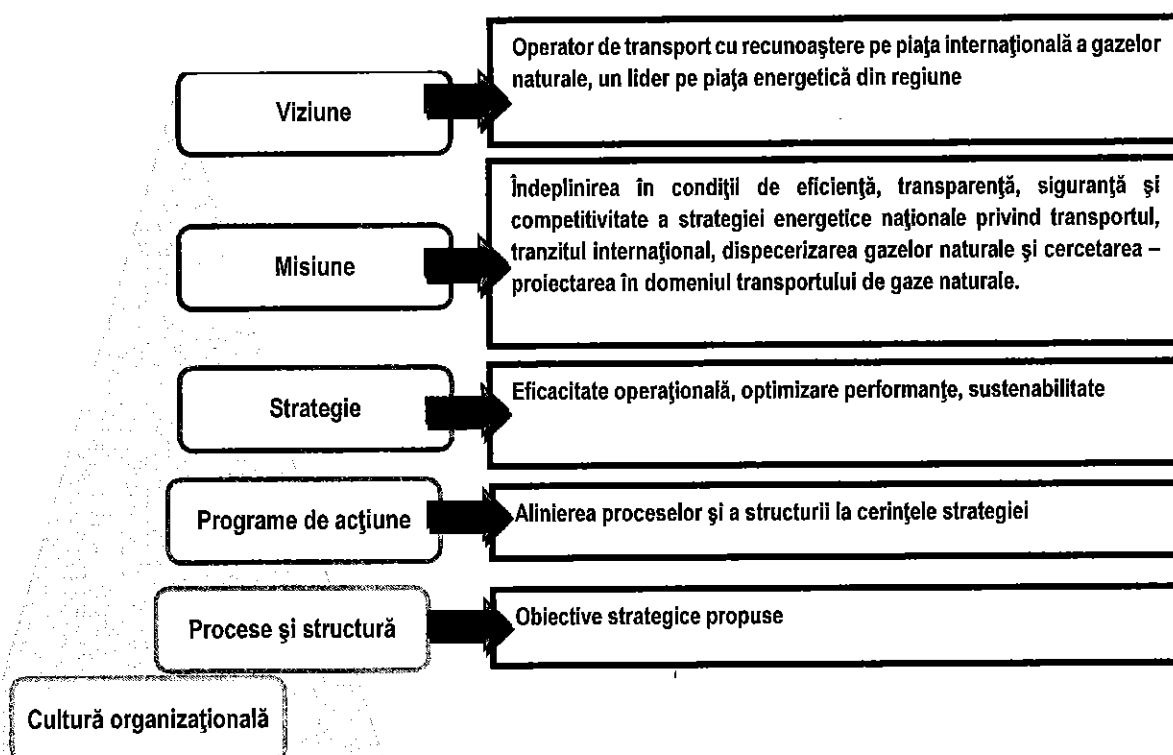 Viziune
Operator de transport cu recunoaştere pe piaţa internaţională a gazelor
naturale, un lider pe piaţa energetică din regiune
Misiune
Îndeplinirea în condiţii de eficienţă, transparenţă, siguranţă şi
competitivitate a strategiei energetice naţionale privind transportul,
tranzitul internaţional, dispecerizarea gazelor naturale şi cercetarea –
proiectarea în domeniul transportului de gaze naturale.
Strategie
Eficacitate operaţională, optimizare performanţe, sustenabilitate
Programe de acţiune
Alinierea proceselor şi a structurii la cerinţele strategiei
Procese şi structură
Obiective strategice propuse
Cultură organizaţională